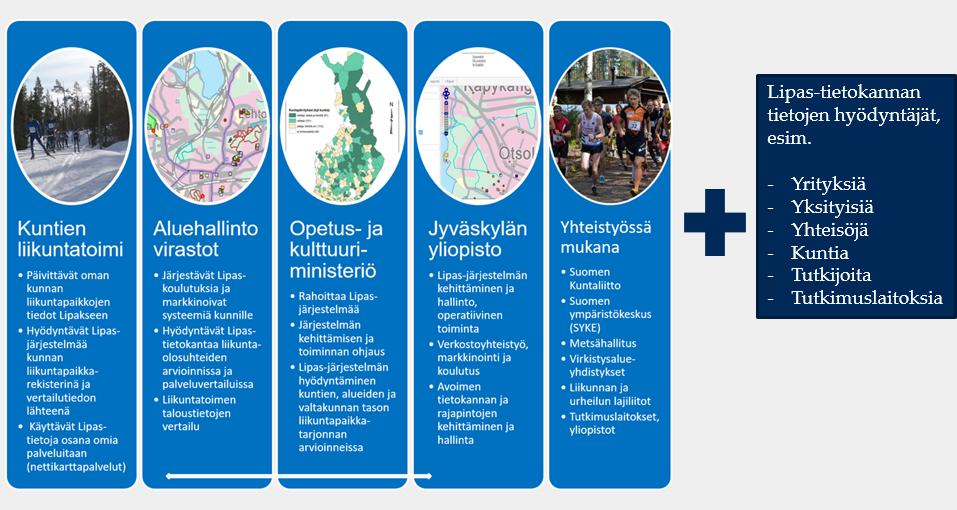 Kuntien
liikuntatoimi
• Päivittävät oman
kunnan
liikuntapaikkojen
tiedot Lipakseen
• Hyödyntävät Lipas-
järjestelmää
kunnan
liikuntapaikka-
rekisterinä ja
vertailutiedon
lähteenä
• Käyttävät Lipas-
tietoja osana omia
palveluitaan
(nettikarttapalvelut)
Lehto
Aluehallinto
virastot
• Järjestävät Lipas-
koulutuksia ja
markkinoivat
systeemiä kunnille
• Hyödyntävät Lipas-
tietokantaa liikunta-
olosuhteiden
arvioinnissa ja
palveluvertailuissa
• Liikuntatoimen
taloustietojen
vertailu
N
Opetus- ja
kulttuuri-
ministeriö
• Rahoittaa Lipas-
järjestelmää
• Järjestelmän
kehittämisen ja
toiminnan ohjaus
• Lipas-järjestelmän
hyödyntäminen
kuntien, alueiden ja
valtakunnan tason
liikuntapaikka-
tarjonnan
arvioinneissa
Käpykang
Otsol
Jyväskylän
yliopisto
• Lipas-järjestelmän
kehittäminen ja
hallinto,
operatiivinen
toiminta
• Verkostoyhteistyö,
markkinointi ja
koulutus
• Avoimen
tietokannan ja
rajapintojen
kehittäminen ja
hallinta
Yhteistyössä
mukana
• Suomen
Kuntaliitto
• Suomen
ympäristökeskus
(SYKE)
• Metsähallitus
• Virkistysalue-
yhdistykset
• Liikunnan ja
urheilun lajiliitot
• Tutkimuslaitokset,
yliopistot
Lipas-tietokannan
tietojen hyödyntäjät,
esim.
- Yrityksiä
- Yksityisiä
- Yhteisöjä
- Kuntia
- Tutkijoita
- Tutkimuslaitoksia